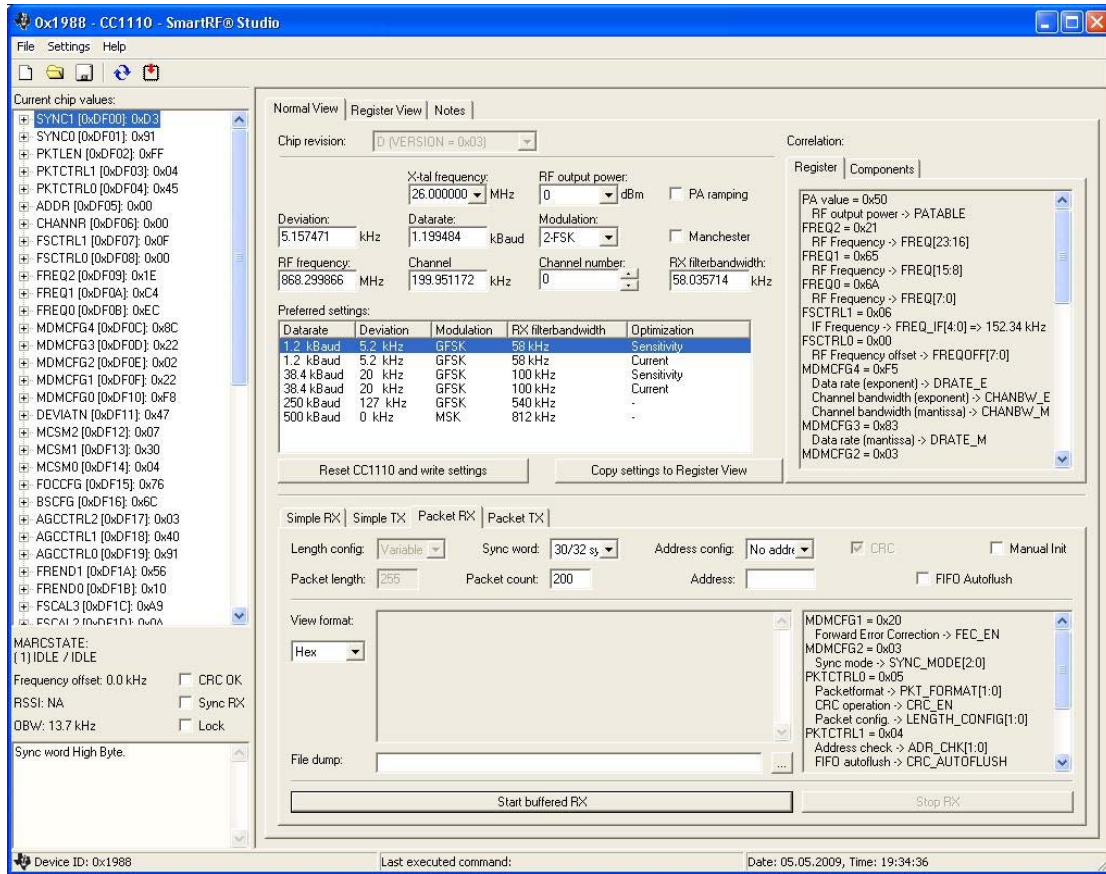 0x1988 - CC1110 - SmartRF® Studio
File Settings Help
Current chip values:
SYNC1 [0xDF00]: 0xD3
SYNC0 [0xDF01]: 0x91
PKTLEN [0xDF02]: 0xFF
PKTCTRL1 [0xDF03]: 0x04
PKTCTRL0 [0xDF04]: 0x45
ADDR [0xDF05]: 0x00
CHANNR [0xDF06]: 0x00
FSCTRL1 [0xDF07]: 0x0F
FSCTRL0 [0xDF08]: 0x00
FREQ2 [0xDF09]: 0x1E
FREQ1 [0xDF0A]: 0xC4
FREQ0 [0xDF0B]: 0xEC
MDMCFG4 [0xDF0C]: 0x8C
MDMCFG3 [0xDF0D]: 0x22
MDMCFG2 [0xDF0E]: 0x02
MDMCFG1 [0xDF0F]: 0x22
MDMCFG0 [0xDF10]: 0xF8
DEVIATN [0xDF11]: 0x47
MCSM2 [0xDF12]: 0x07
MCSM1 [0xDF13]: 0x30
MCSM0 [0xDF14]: 0x04
FOCCFG [0xDF15]: 0x76
BSCFG [0xDF16]: 0x6C
AGCCTRL2 [0xDF17]: 0x03
AGCCTRL1 [0xDF18]: 0x40
AGCCTRL0 [0xDF19]: 0x91
FREND1 [0xDF1A]: 0x56
FREND0 [0xDF1B]: 0x10
FSCAL3 [0xDF1C]: 0xA9
FSCAL2 [0xDF1D]: 0x0A
MARCSTATE:
(1) IDLE / IDLE
Frequency offset: 0.0 kHz CRC OK
RSSI: NA Sync RX
OBW: 13.7 kHz Lock
Sync word High Byte.
Normal View Register View Notes
Chip revision: D (VERSION = 0x03)
X-tal frequency: RF output power:
26.000000 MHz 0 dBm PA ramping
Deviation: Datarate: Modulation:
5.157471 kHz 1.199484 kBaud 2-FSK Manchester
RF frequency: Channel Channel number: RX filterbandwidth:
868.299866 MHz 199.951172 kHz 0 58.035714 kHz
Preferred settings:
Datarate Deviation Modulation RX filterbandwidth Optimization
1.2 kBaud 5.2 kHz GFSK 58 kHz Sensitivity
1.2 kBaud 5.2 kHz GFSK 58 kHz Current
38.4 kBaud 20 kHz GFSK 100 kHz Sensitivity
38.4 kBaud 20 kHz GFSK 100 kHz Current
250 kBaud 127 kHz GFSK 540 kHz -
500 kBaud 0 kHz MSK 812 kHz -
Reset CC1110 and write settings Copy settings to Register View
Correlation:
Register Components
PA value = 0x50
RF output power -> PATABLE
FREQ2 = 0x21
RF Frequency -> FREQ[23:16]
FREQ1 = 0x65
RF Frequency -> FREQ[15:8]
FREQ0 = 0x6A
RF Frequency -> FREQ[7:0]
FSCTRL1 = 0x06
IF Frequency -> FREQ_IF[4:0] => 152.34 kHz
FSCTRL0 = 0x00
RF Frequency offset -> FREQOFF[7:0]
MDMCFG4 = 0xF5
Data rate (exponent) -> DRATE_E
Channel bandwidth (exponent) -> CHANBW_E
Channel bandwidth (mantissa) -> CHANBW_M
MDMCFG3 = 0x83
Data rate (mantissa) -> DRATE_M
MDMCFG2 = 0x03
Simple RX Simple TX Packet RX Packet TX
Length config: Variable Sync word: 30/32 sy Address config: No addre CRC Manual Init
Packet length: 255 Packet count: 200 Address: FIFO Autoflush
View format:
Hex
MDMCFG1 = 0x20
Forward Error Correction -> FEC_EN
MDMCFG2 = 0x03
Sync mode -> SYNC_MODE[2:0]
PKTCTRL0 = 0x05
Packetformat -> PKT_FORMAT[1:0]
CRC operation -> CRC_EN
Packet config. -> LENGTH_CONFIG[1:0]
PKTCTRL1 = 0x04
Address check -> ADR_CHK[1:0]
FIFO autoflush -> CRC_AUTOFLUSH
File dump: ...
Start buffered RX Stop RX
Device ID: 0x1988 Last executed command: Date: 05.05.2009, Time: 19:34:36